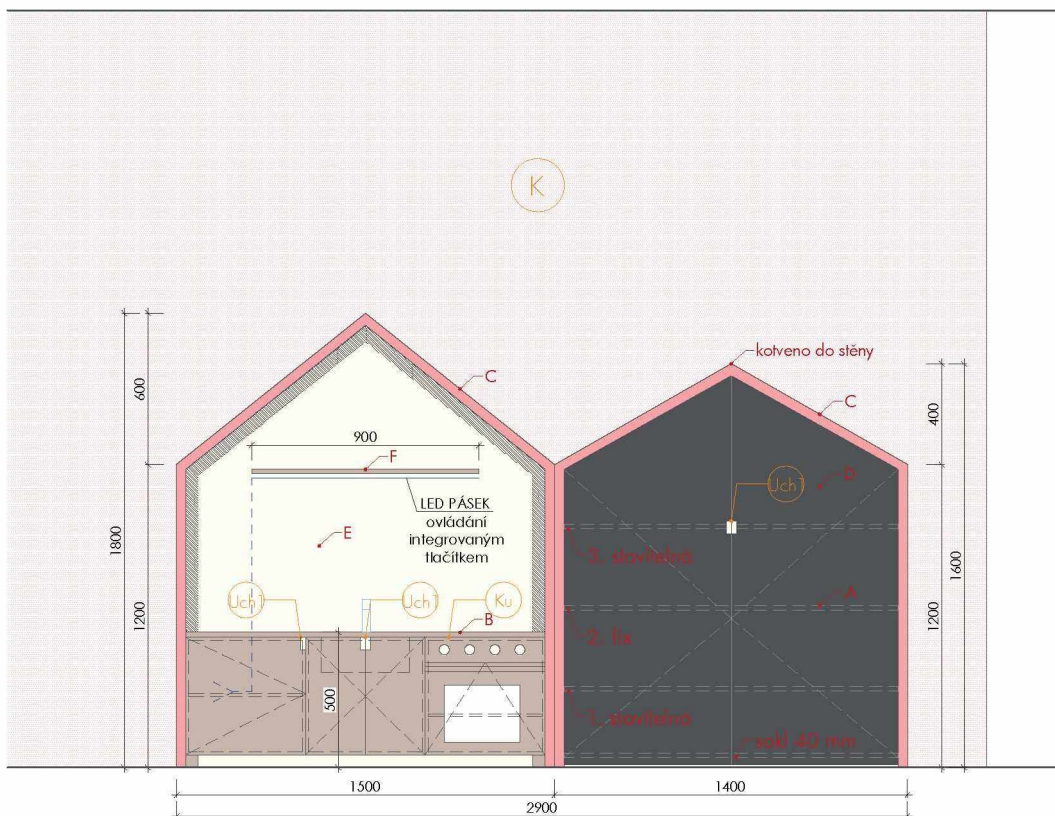 K
kotveno do stěny
C
C
600
400
900
F
D
Uch1
LED PÁSEK
ovládání
integrovaným
tlačítkem
E
3. stavitelná
1800
1200
1200
1600
Uch1
Uch1
Ku
B
A
2. fix
500
1. stavitelná
sokl 40 mm
1500
1400
2900